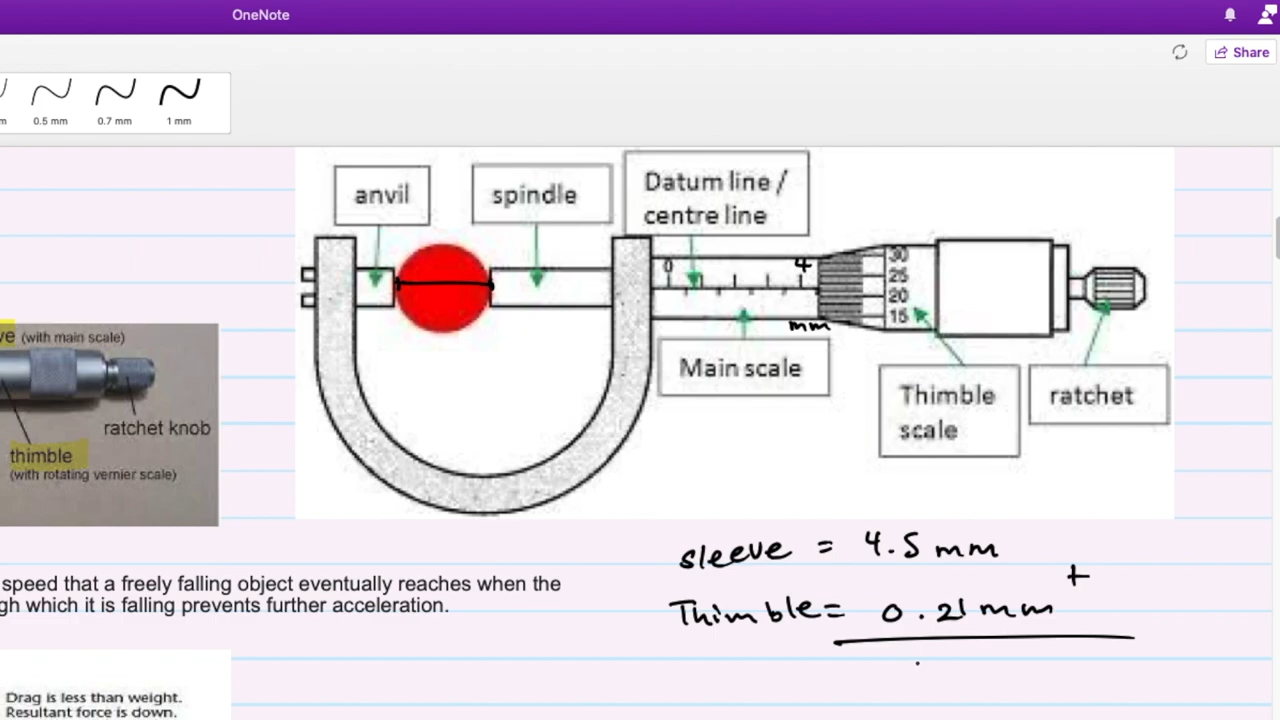 OneNote
Share
m
0.5 mm
0.7 mm
1 mm
anvil
spindle
Datum line /
centre line
0
4
30
25
20
15
mm
Main scale
Thimble
scale
ratchet
ve (with main scale)
ratchet knob
thimble
(with rotating vernier scale)
sleeve = 4.5 mm
+
Thimble = 0.21 mm
speed that a freely falling object eventually reaches when the
gh which it is falling prevents further acceleration.
Drag is less than weight.
Resultant force is down.